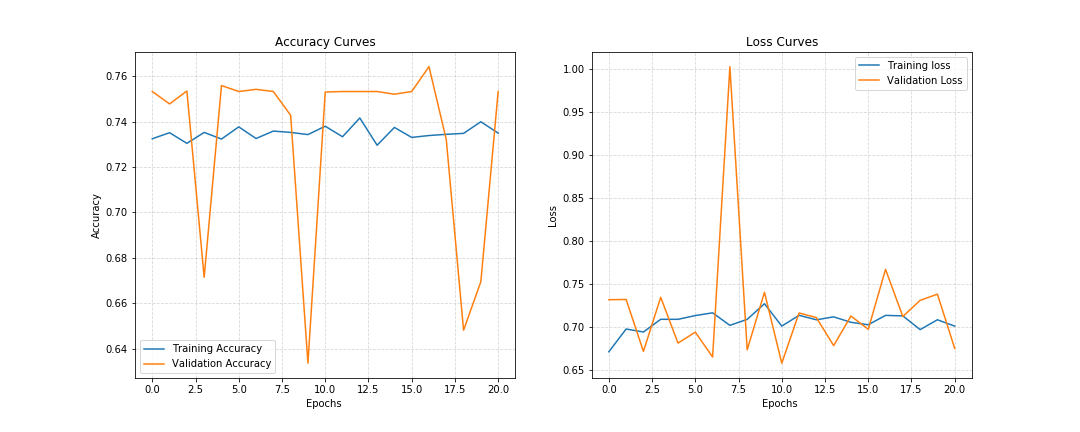 Accuracy Curves
Accuracy
0.76
0.74
0.72
0.70
0.68
0.66
0.64
Training Accuracy
Validation Accuracy
0.0 2.5 5.0 7.5 10.0 12.5 15.0 17.5 20.0
Epochs
Loss Curves
Loss
1.00
0.95
0.90
0.85
0.80
0.75
0.70
0.65
Training loss
Validation Loss
0.0 2.5 5.0 7.5 10.0 12.5 15.0 17.5 20.0
Epochs